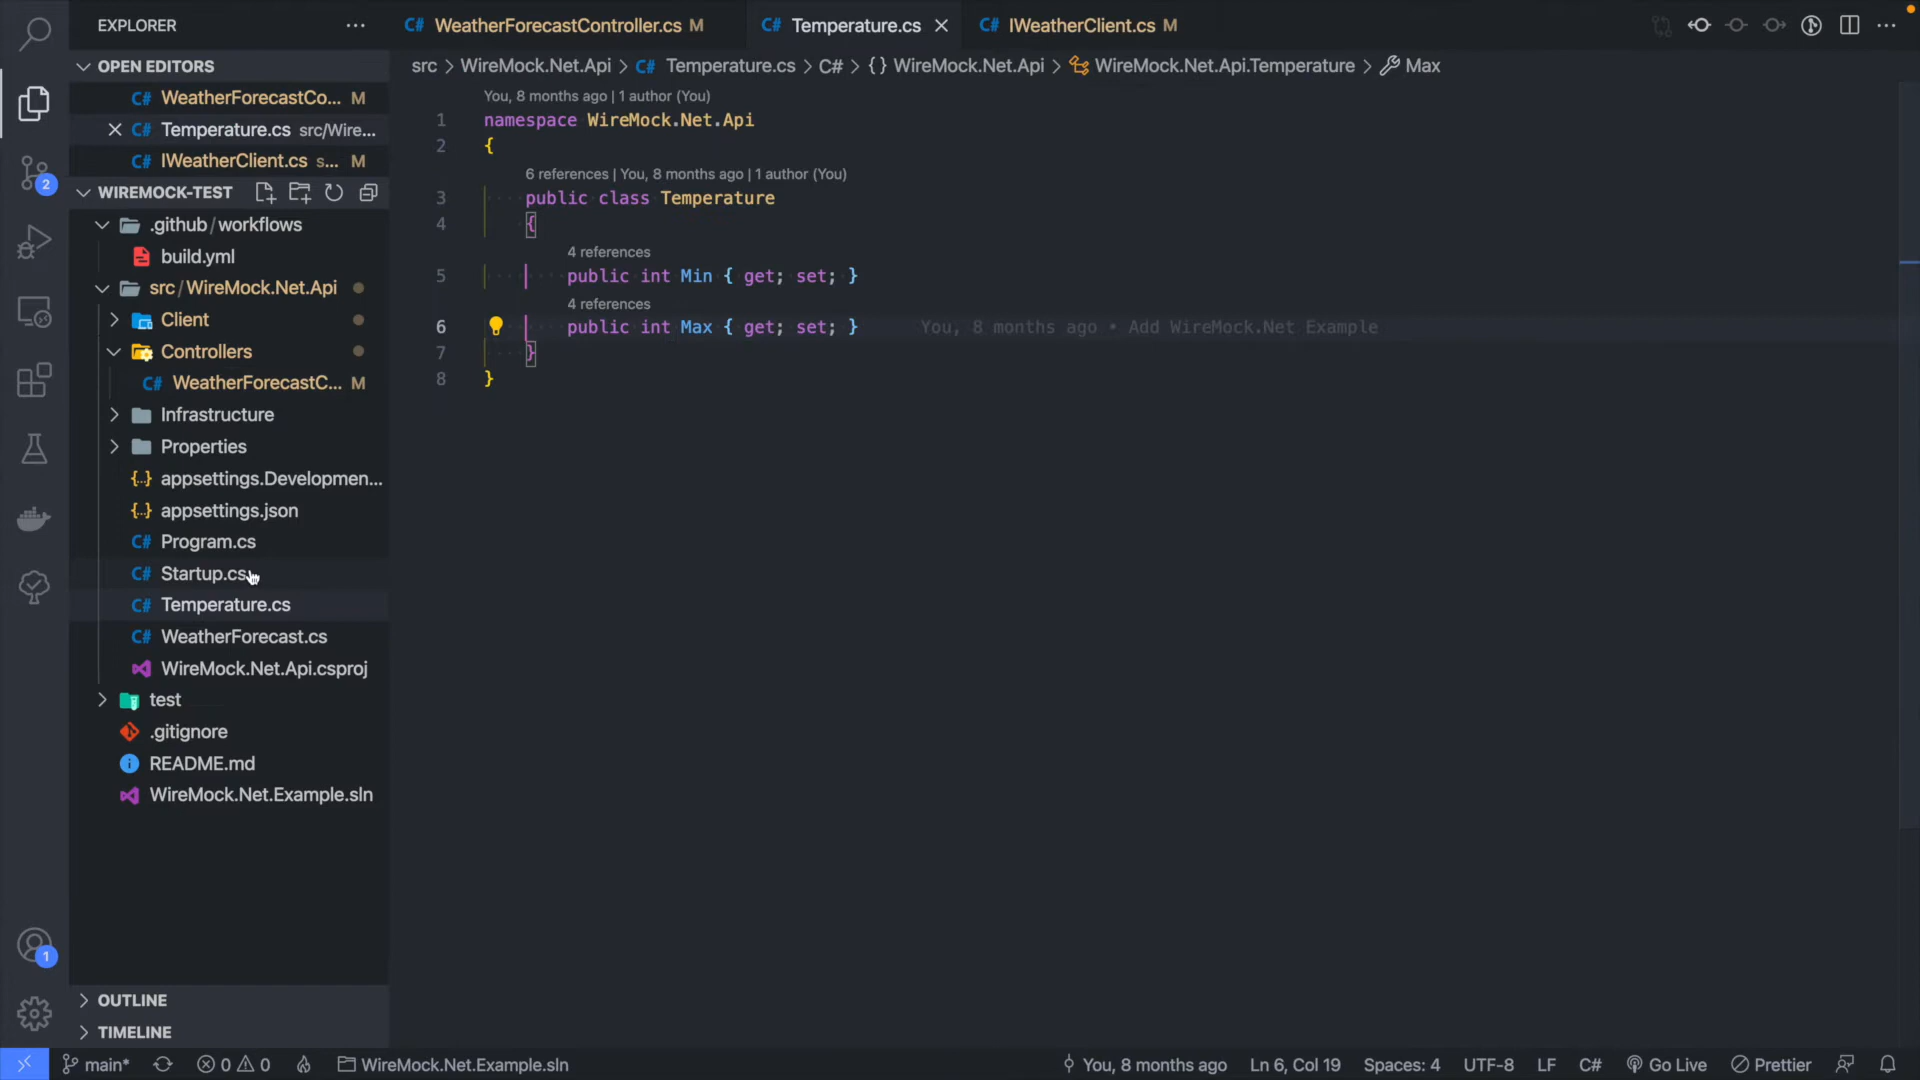 EXPLORER
OPEN EDITORS
C# WeatherForecastCo... M
C# Temperature.cs src/Wire...
C# IWeatherClient.cs s... M
WIREMOCK-TEST
.github/workflows
build.yml
src/WireMock.Net.Api
Client
Controllers
C# WeatherForecastC... M
Infrastructure
Properties
{..} appsettings.Developmen...
{..} appsettings.json
C# Program.cs
C# Startup.cs
C# Temperature.cs
C# WeatherForecast.cs
WireMock.Net.Api.csproj
test
.gitignore
README.md
WireMock.Net.Example.sln
OUTLINE
TIMELINE
2
1
C# WeatherForecastController.cs M
C# Temperature.cs
C# IWeatherClient.cs M
src > WireMock.Net.Api > C# Temperature.cs > C# > {} WireMock.Net.Api > WireMock.Net.Api.Temperature > Max
You, 8 months ago | 1 author (You)
1 namespace WireMock.Net.Api
2 {
6 references | You, 8 months ago | 1 author (You)
3 public class Temperature
4 {
4 references
5 public int Min { get; set; }
4 references
6 public int Max { get; set; } You, 8 months ago • Add WireMock.Net Example
7 }
8 }
main* 0 0 WireMock.Net.Example.sln You, 8 months ago Ln 6, Col 19 Spaces: 4 UTF-8 LF C# Go Live Prettier